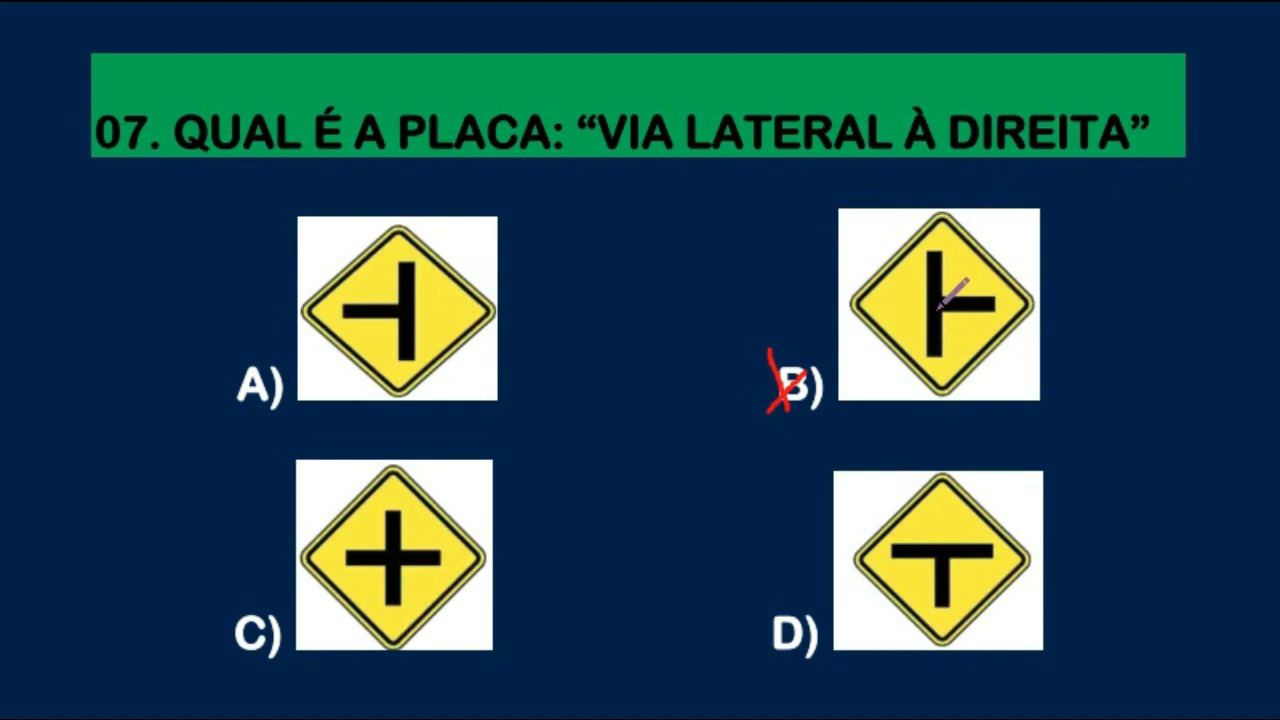 07. QUAL É A PLACA: “VIA LATERAL À DIREITA”
A)
B)
C)
D)